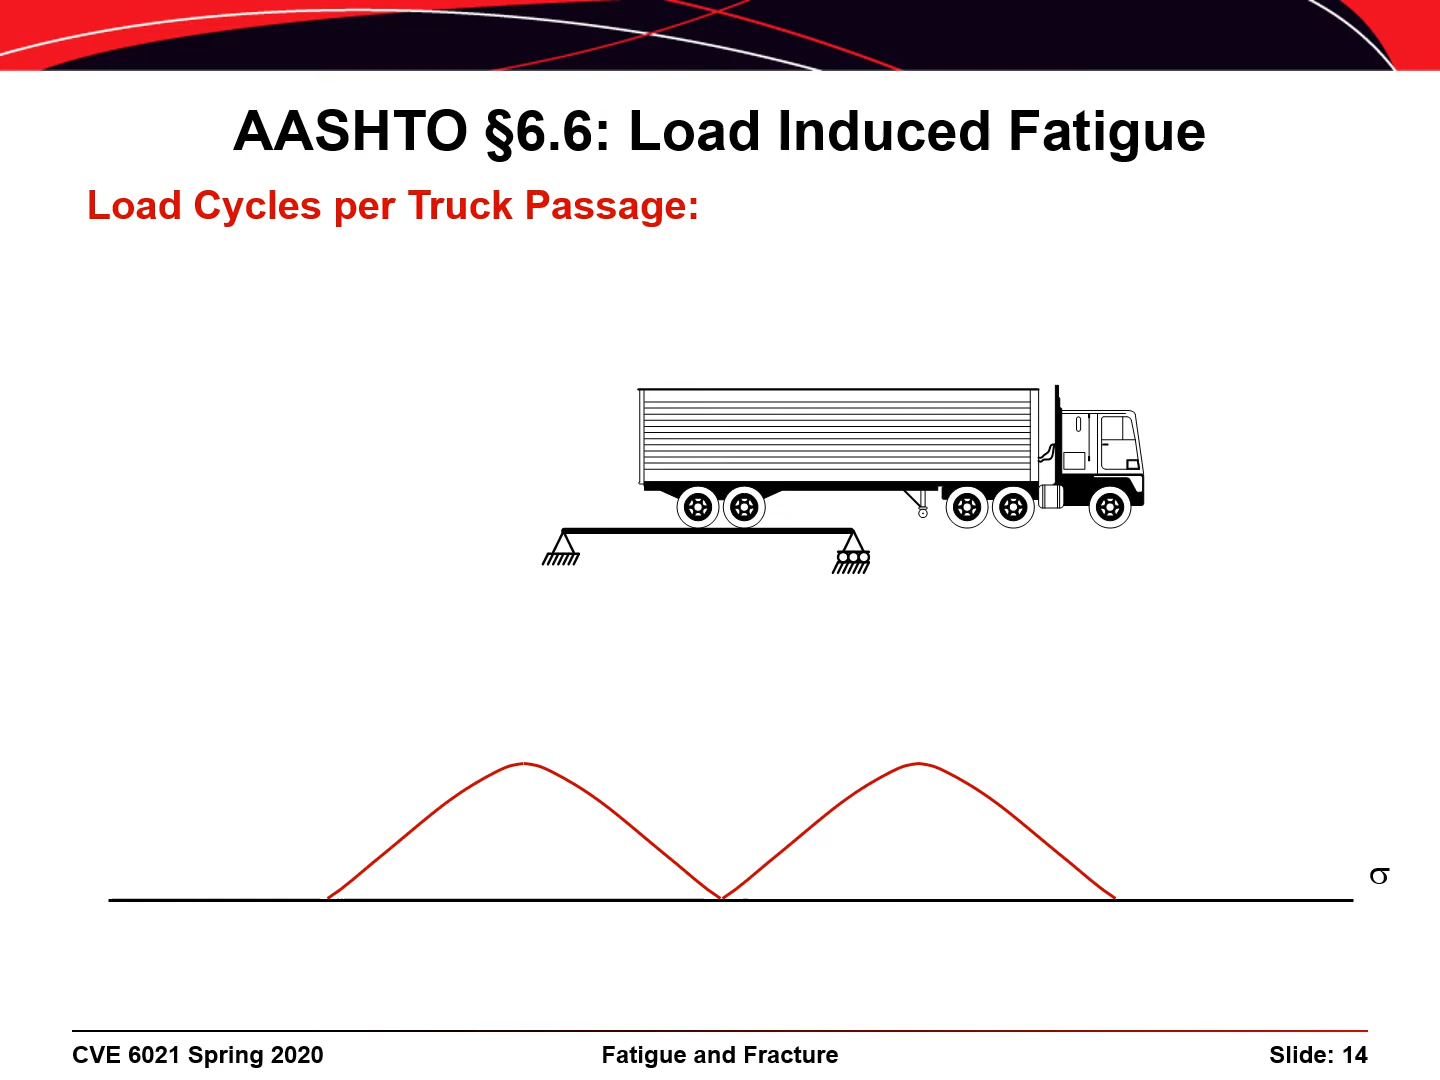 AASHTO §6.6: Load Induced Fatigue
Load Cycles per Truck Passage:
σ
CVE 6021 Spring 2020
Fatigue and Fracture
Slide: 14